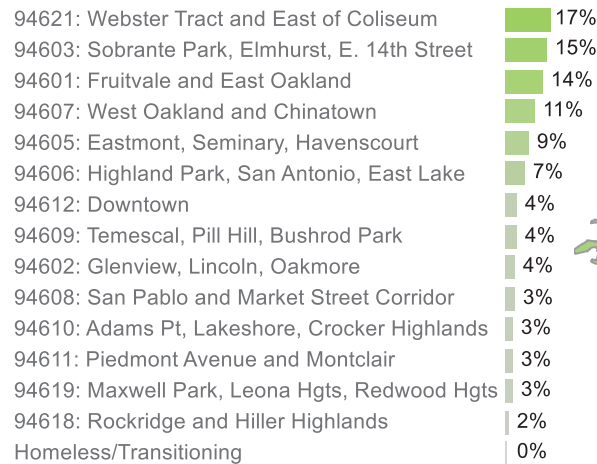 94621: Webster Tract and East of Coliseum 17%
94603: Sobrante Park, Elmhurst, E. 14th Street 15%
94601: Fruitvale and East Oakland 14%
94607: West Oakland and Chinatown 11%
94605: Eastmont, Seminary, Havenscourt 9%
94606: Highland Park, San Antonio, East Lake 7%
94612: Downtown 4%
94609: Temescal, Pill Hill, Bushrod Park 4%
94602: Glenview, Lincoln, Oakmore 4%
94608: San Pablo and Market Street Corridor 3%
94610: Adams Pt, Lakeshore, Crocker Highlands 3%
94611: Piedmont Avenue and Montclair 3%
94619: Maxwell Park, Leona Hgts, Redwood Hgts 3%
94618: Rockridge and Hiller Highlands 2%
Homeless/Transitioning 0%